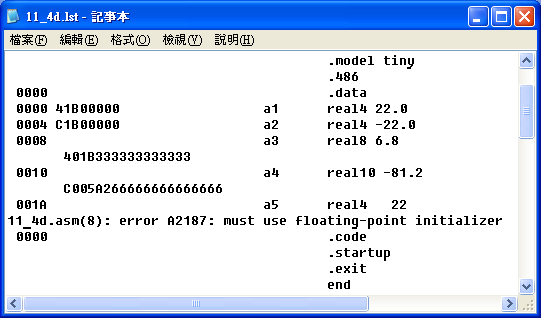 11_4d.lst - 記事本
檔案(F) 編輯(E) 格式(O) 檢視(V) 說明(H)
.model tiny
.486
0000 .data
0000 41B00000 a1 real4 22.0
0004 C1B00000 a2 real4 -22.0
0008 a3 real8 6.8
401B333333333333
0010 a4 real10 -81.2
C005A266666666666666
001A a5 real4 22
11_4d.asm(8): error A2187: must use floating-point initializer
0000 .code
.startup
.exit
end